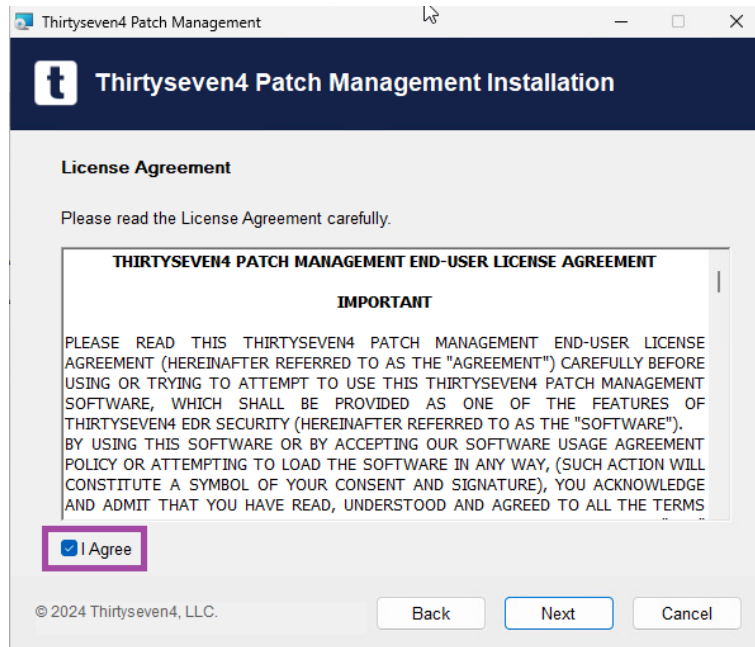 Thirtyseven4 Patch Management
t Thirtyseven4 Patch Management Installation
License Agreement
Please read the License Agreement carefully.
THIRTYSEVEN4 PATCH MANAGEMENT END-USER LICENSE AGREEMENT
IMPORTANT
PLEASE READ THIS THIRTYSEVEN4 PATCH MANAGEMENT END-USER LICENSE
AGREEMENT (HEREINAFTER REFERRED TO AS THE "AGREEMENT") CAREFULLY BEFORE
USING OR TRYING TO ATTEMPT TO USE THIS THIRTYSEVEN4 PATCH MANAGEMENT
SOFTWARE, WHICH SHALL BE PROVIDED AS ONE OF THE FEATURES OF
THIRTYSEVEN4 EDR SECURITY (HEREINAFTER REFERRED TO AS THE "SOFTWARE").
BY USING THIS SOFTWARE OR BY ACCEPTING OUR SOFTWARE USAGE AGREEMENT
POLICY OR ATTEMPTING TO LOAD THE SOFTWARE IN ANY WAY, (SUCH ACTION WILL
CONSTITUTE A SYMBOL OF YOUR CONSENT AND SIGNATURE), YOU ACKNOWLEDGE
AND ADMIT THAT YOU HAVE READ, UNDERSTOOD AND AGREED TO ALL THE TERMS
I Agree
© 2024 Thirtyseven4, LLC. Back Next Cancel